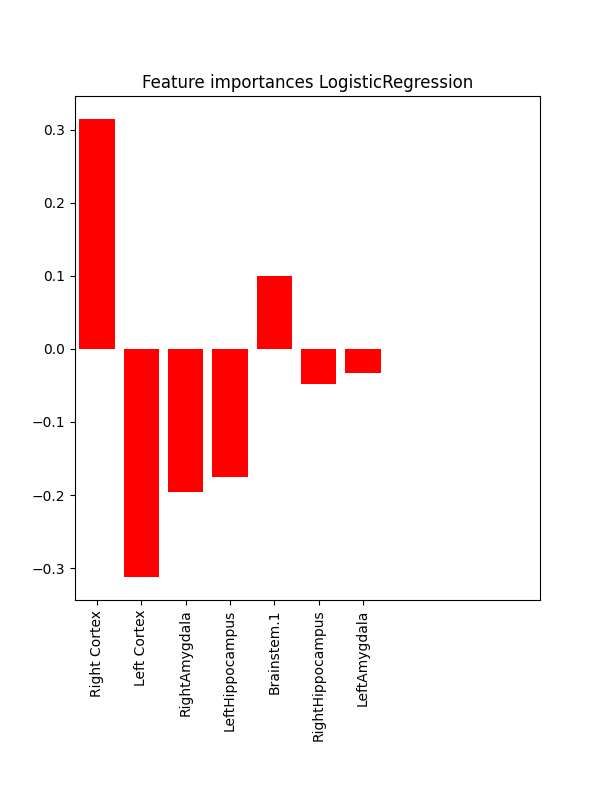 Feature importances LogisticRegression
0.3
0.2
0.1
0.0
−0.1
−0.2
−0.3
Right Cortex
Left Cortex
RightAmygdala
LeftHippocampus
Brainstem.1
RightHippocampus
LeftAmygdala